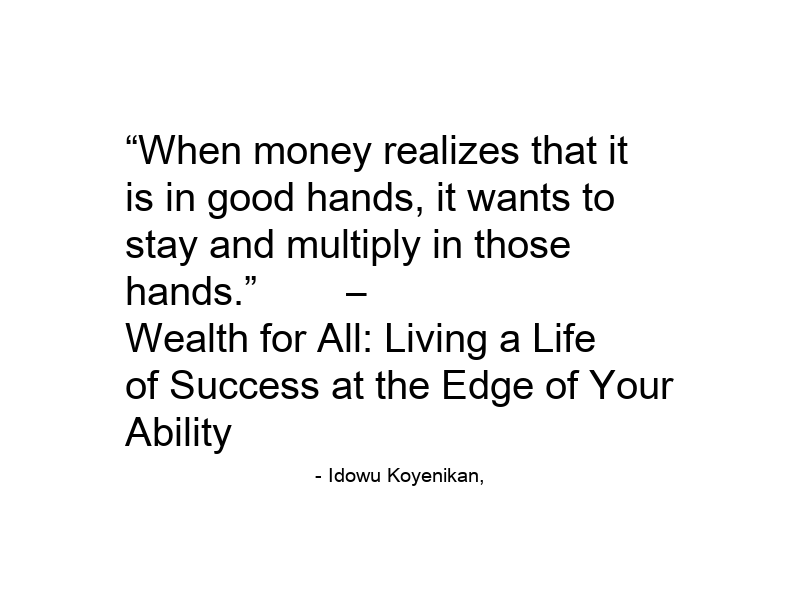 “When money realizes that it
is in good hands, it wants to
stay and multiply in those
hands.” –
Wealth for All: Living a Life
of Success at the Edge of Your
Ability
- Idowu Koyenikan,